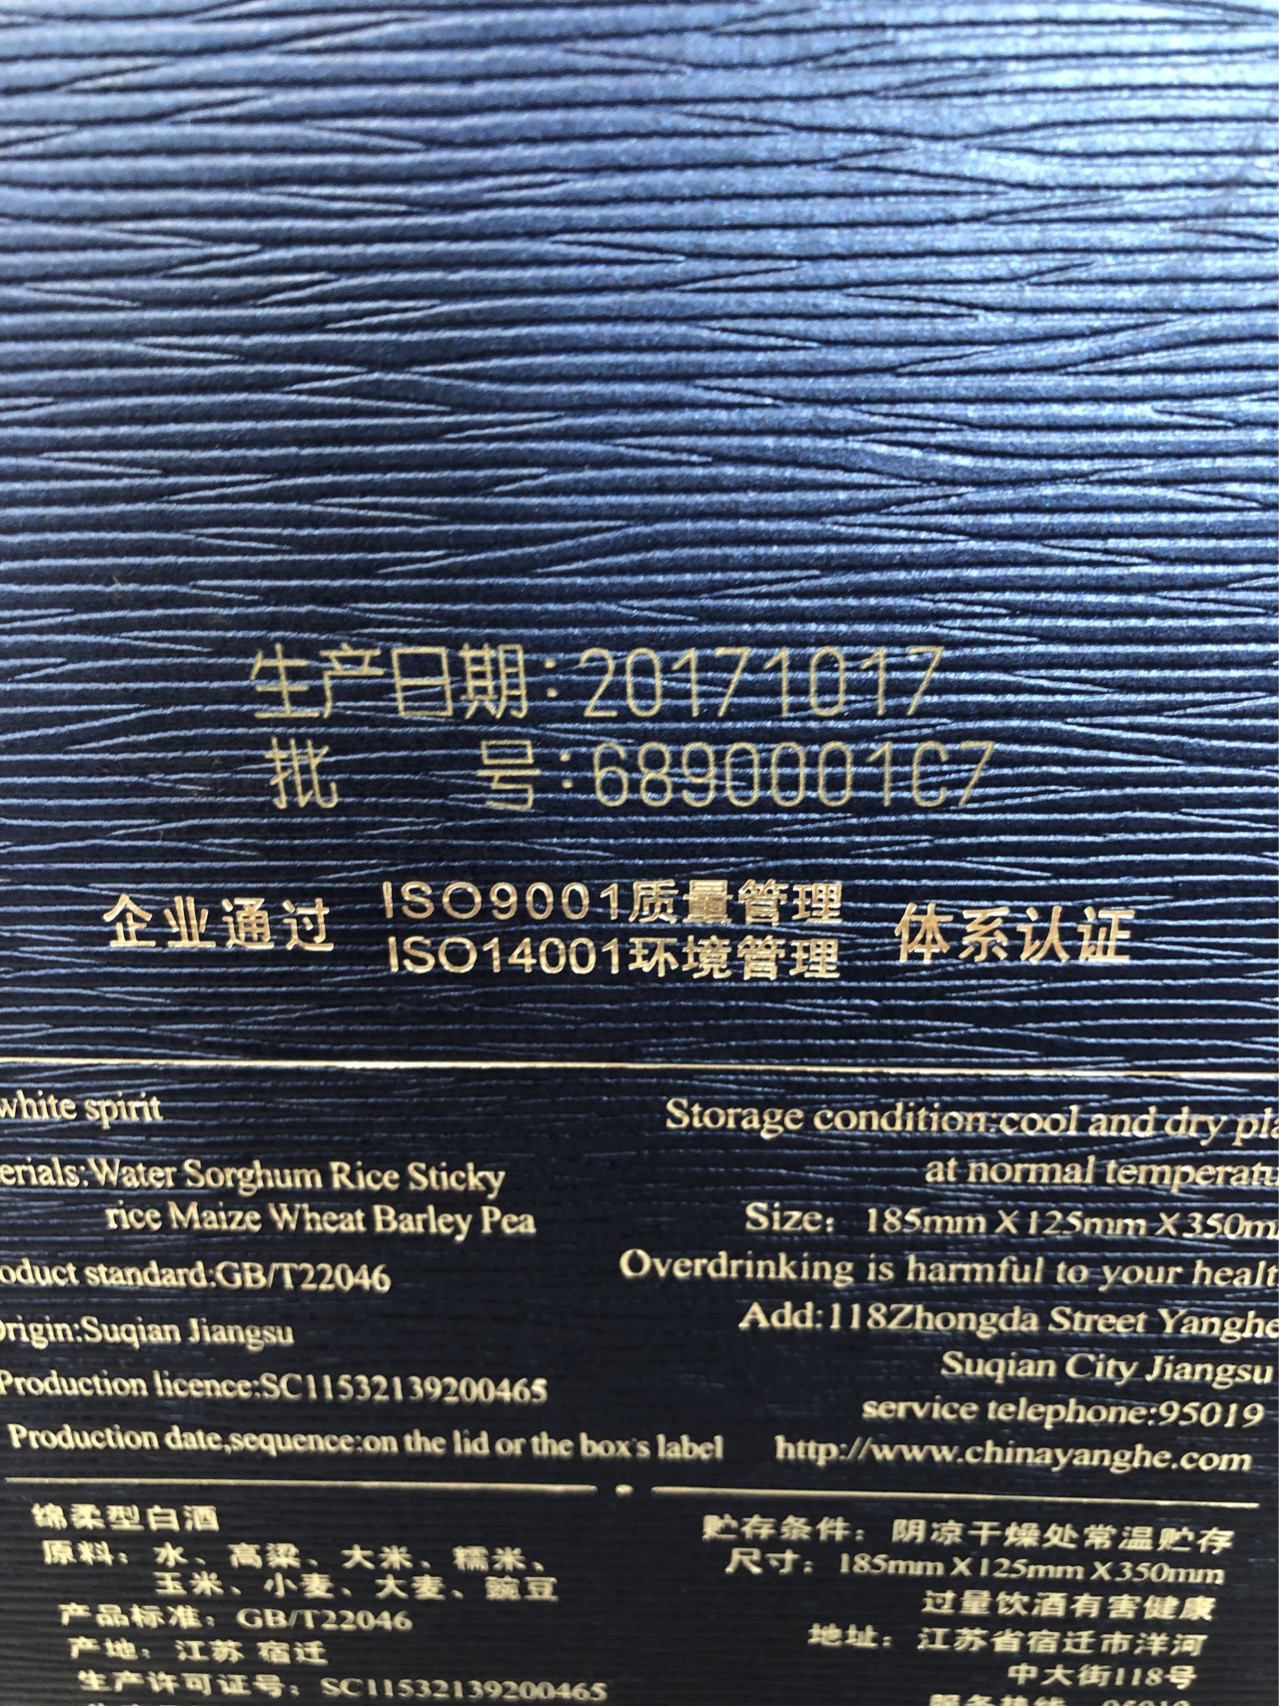 生产日期:20171017
批 号:6890001C7
企业通过 ISO9001质量管理 体系认证
ISO14001环境管理
white spirit
erials:Water Sorghum Rice Sticky
rice Maize Wheat Barley Pea
oduct standard:GB/T22046
Origin:Suqian Jiangsu
Production licence:SC11532139200465
Production date,sequence:on the lid or the box's label
Storage condition:cool and dry pla
at normal temperatu
Size: 185mm X125mm X350m
Overdrinking is harmful to your healt
Add:118Zhongda Street Yanghe
Suqian City Jiangsu
service telephone:95019
http://www.chinayanghe.com
绵柔型白酒
原料：水、高粱、大米、糯米、
玉米、小麦、大麦、豌豆
产品标准：GB/T22046
产地：江苏 宿迁
生产许可证号：SC11532139200465
贮存条件：阴凉干燥处常温贮存
尺寸：185mm X125mm X350mm
过量饮酒有害健康
地址：江苏省宿迁市洋河
中大街118号